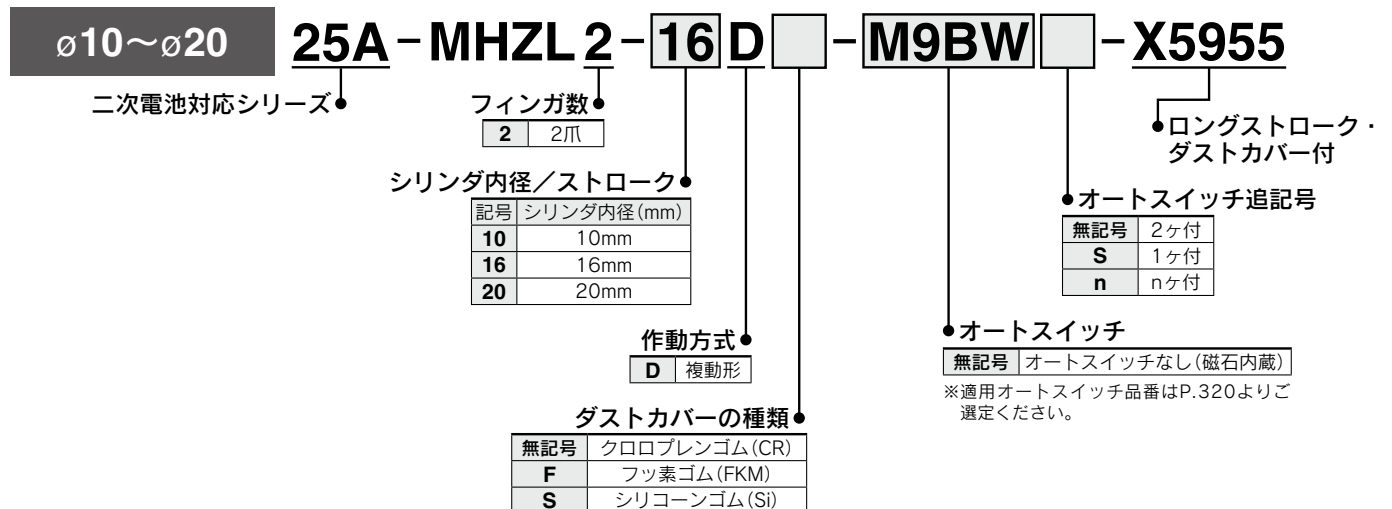 ø10～ø20
25A-MHZL2-16D□-M9BW□-X5955
二次電池対応シリーズ
フィンガ数
2 2爪
ロングストローク・
ダストカバー付
シリンダ内径／ストローク
記号 シリンダ内径(mm)
10 10mm
16 16mm
20 20mm
オートスイッチ追記号
無記号 2ヶ付
S 1ヶ付
n nヶ付
作動方式
D 複動形
オートスイッチ
無記号 オートスイッチなし(磁石内蔵)
※適用オートスイッチ品番はP.320よりご
選定ください。
ダストカバーの種類
無記号 クロロプレンゴム(CR)
F フッ素ゴム(FKM)
S シリコーンゴム(Si)